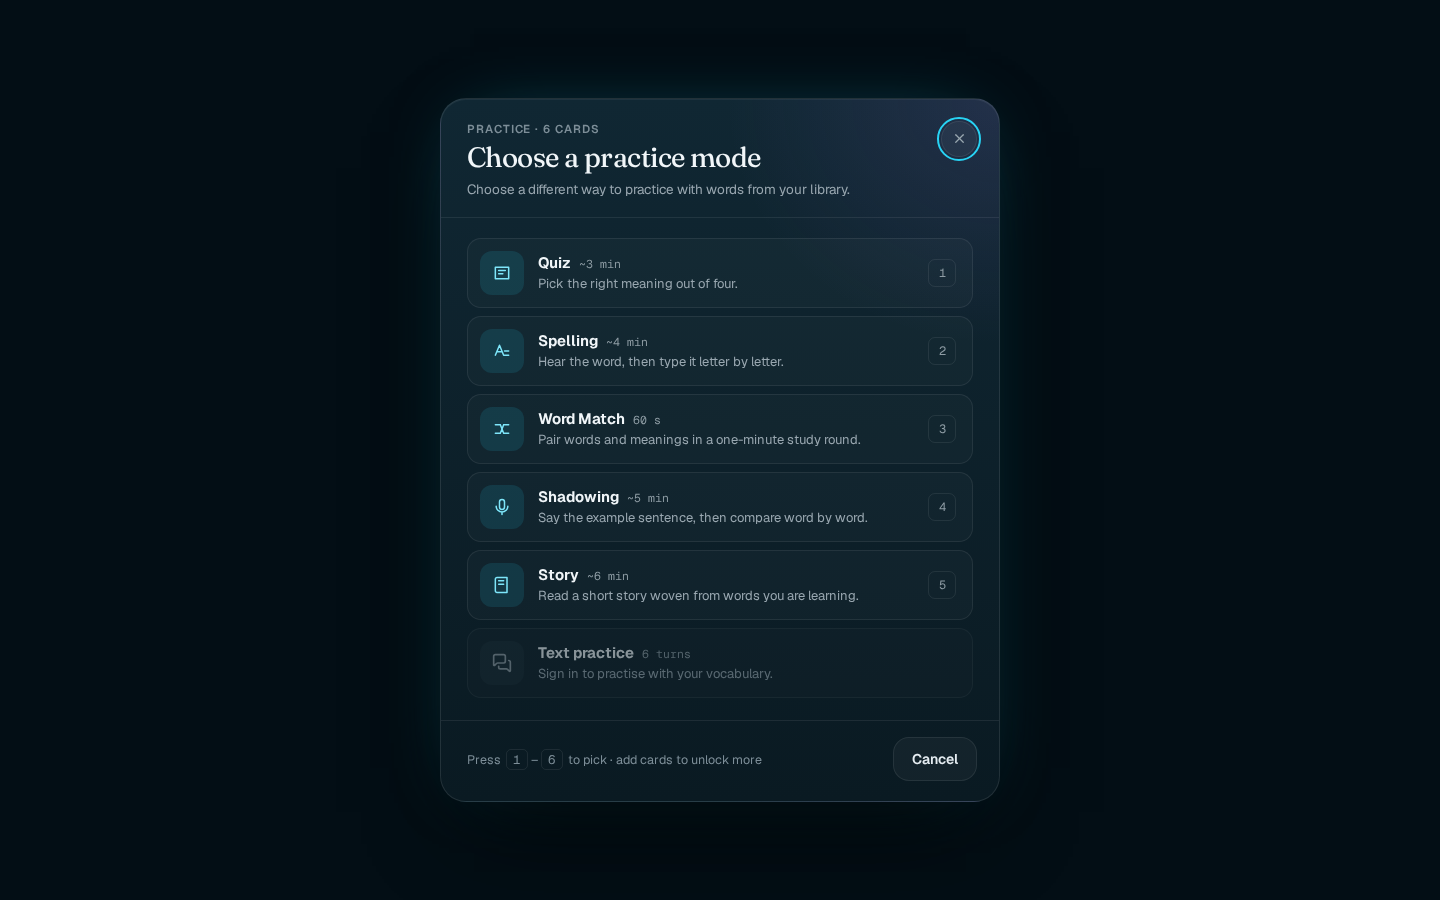 PRACTICE · 6 CARDS
Choose a practice mode
Choose a different way to practice with words from your library.
Quiz ~3 min
Pick the right meaning out of four.
1
Spelling ~4 min
Hear the word, then type it letter by letter.
2
Word Match 60 s
Pair words and meanings in a one-minute study round.
3
Shadowing ~5 min
Say the example sentence, then compare word by word.
4
Story ~6 min
Read a short story woven from words you are learning.
5
Text practice 6 turns
Sign in to practise with your vocabulary.
Press 1 – 6 to pick · add cards to unlock more
Cancel